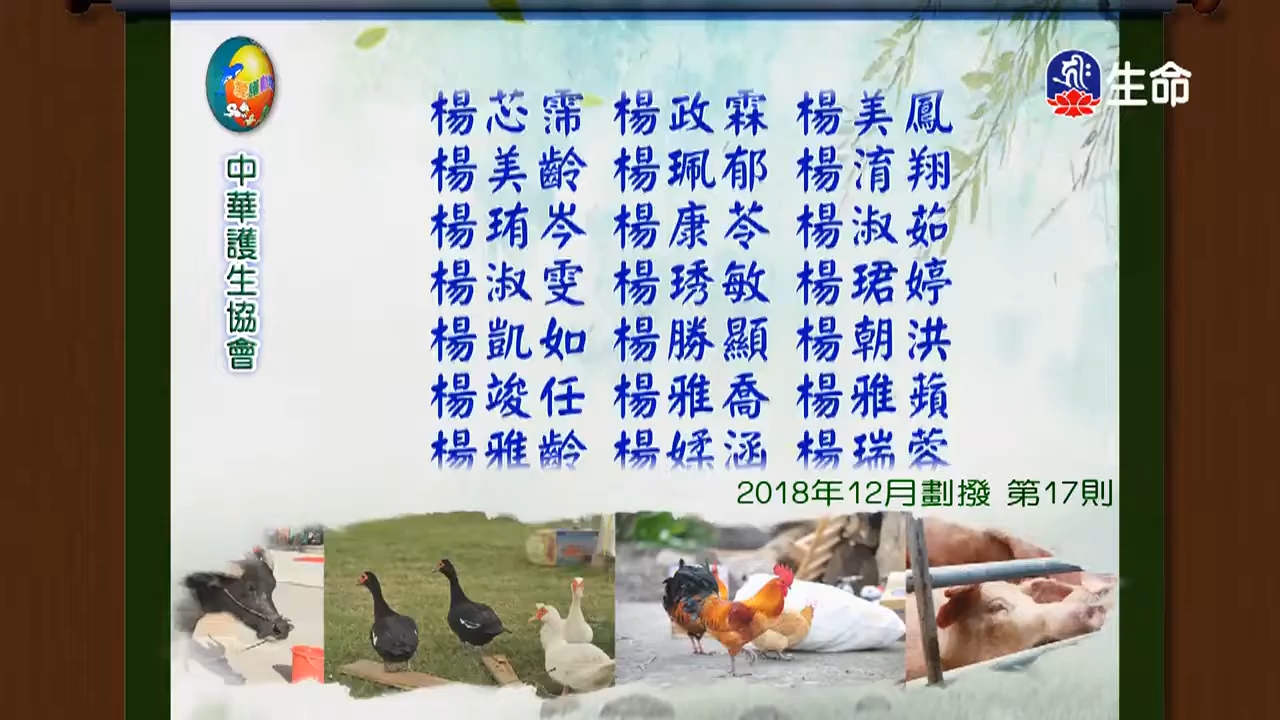 生命
中華護生協會
楊芯霈 楊政霖 楊美鳳
楊美齡 楊珮郁 楊淯翔
楊珛岑 楊康苓 楊淑茹
楊淑雯 楊琇敏 楊珺婷
楊凱如 楊勝顯 楊朝洪
楊竣任 楊雅喬 楊雅蘋
楊雅齡 楊媃涵 楊瑞蓉
2018年12月劃撥 第17則